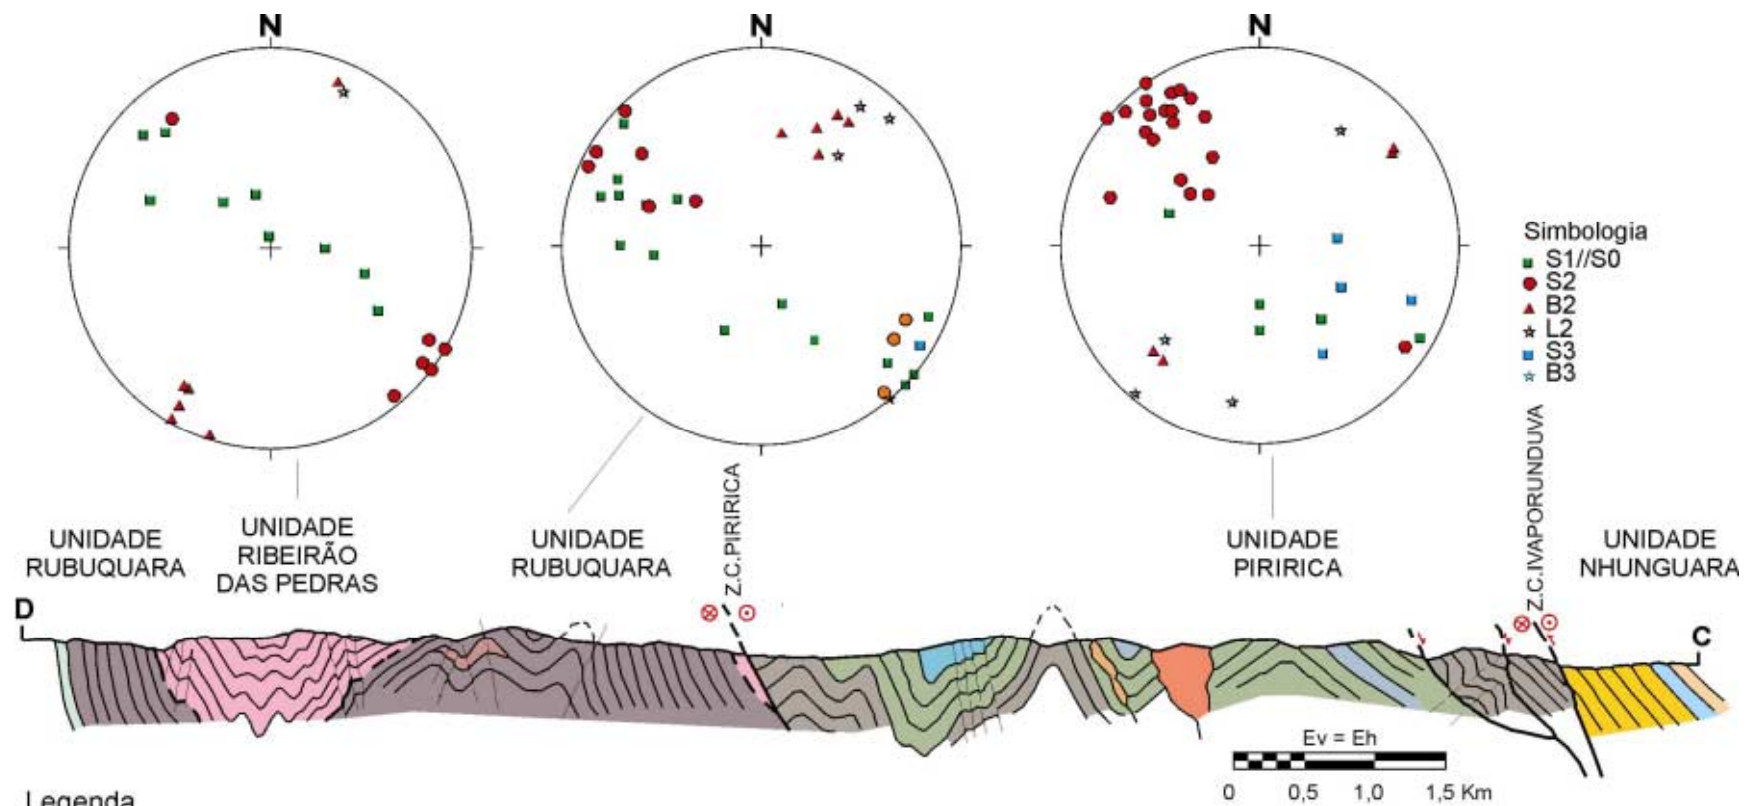 N
N
N
Simbologia
S1//S0
S2
B2
L2
S3
B3
UNIDADE
RUBUQUARA
UNIDADE
RIBEIRÃO
DAS PEDRAS
UNIDADE
RUBUQUARA
Z.C.PIRIRICA
UNIDADE
PIRIRICA
Z.C.IVAPORUNDUVA
UNIDADE
NHUNGUARA
D
C
Ev = Eh
0 0,5 1,0 1,5 Km
Legenda